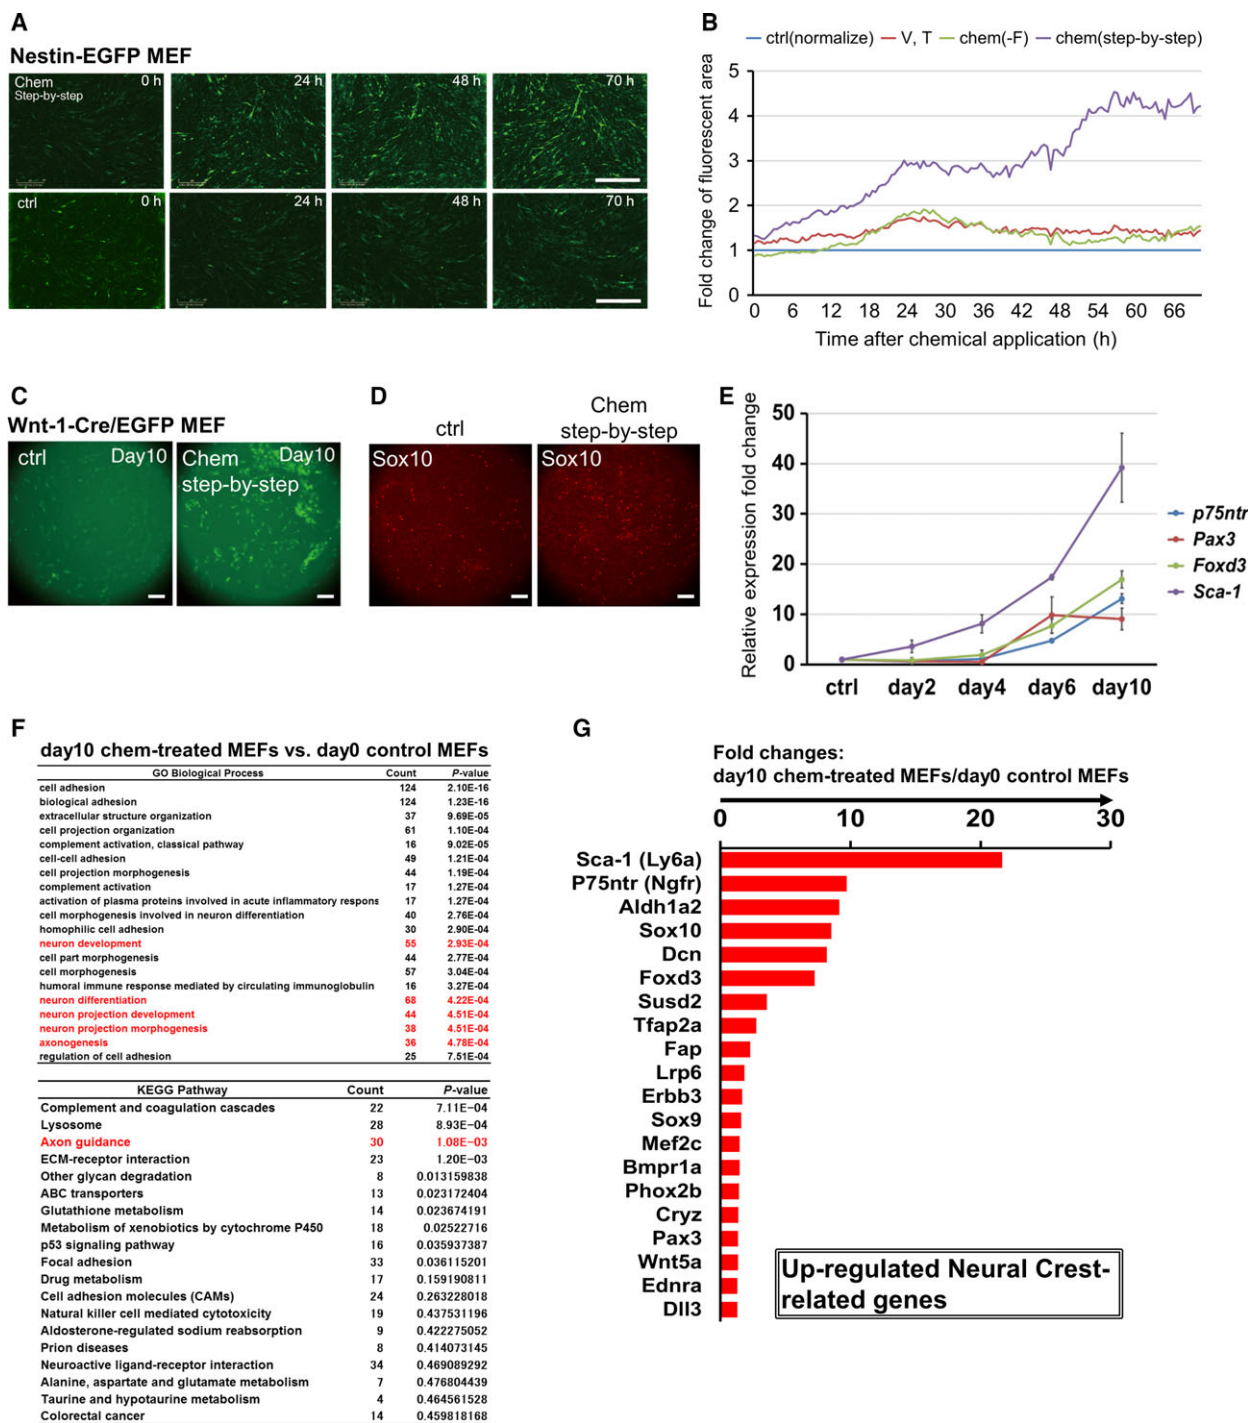 A
Nestin-EGFP MEF
Chem
Step-by-step
0 h
24 h
48 h
70 h
ctrl
0 h
24 h
48 h
70 h
B
ctrl(normalize) V, T chem(-F) chem(step-by-step)
Fold change of fluorescent area
5
4
3
2
1
0
0 6 12 18 24 30 36 42 48 54 60 66
Time after chemical application (h)
C
Wnt-1-Cre/EGFP MEF
ctrl Day10
Chem Day10
step-by-step
D
ctrl
Chem
step-by-step
Sox10
Sox10
E
Relative expression fold change
50
40
30
20
10
0
ctrl day2 day4 day6 day10
p75ntr
Pax3
Foxd3
Sca-1
F
day10 chem-treated MEFs vs. day0 control MEFs
GO Biological Process Count P-value
cell adhesion 124 2.10E-16
biological adhesion 124 1.23E-16
extracellular structure organization 37 9.69E-05
cell projection organization 61 1.10E-04
complement activation, classical pathway 16 9.02E-05
cell-cell adhesion 49 1.21E-04
cell projection morphogenesis 44 1.19E-04
complement activation 17 1.27E-04
activation of plasma proteins involved in acute inflammatory respons 17 1.27E-04
cell morphogenesis involved in neuron differentiation 40 2.76E-04
homophilic cell adhesion 30 2.90E-04
neuron development 55 2.93E-04
cell part morphogenesis 44 2.77E-04
cell morphogenesis 57 3.04E-04
humoral immune response mediated by circulating immunoglobulin 16 3.27E-04
neuron differentiation 68 4.22E-04
neuron projection development 44 4.51E-04
neuron projection morphogenesis 38 4.51E-04
axonogenesis 36 4.78E-04
regulation of cell adhesion 25 7.51E-04
KEGG Pathway Count P-value
Complement and coagulation cascades 22 7.11E-04
Lysosome 28 8.93E-04
Axon guidance 30 1.08E-03
ECM-receptor interaction 23 1.20E-03
Other glycan degradation 8 0.013159838
ABC transporters 13 0.023172404
Glutathione metabolism 14 0.023674191
Metabolism of xenobiotics by cytochrome P450 18 0.02522716
p53 signaling pathway 16 0.035937387
Focal adhesion 33 0.036115201
Drug metabolism 17 0.159190811
Cell adhesion molecules (CAMs) 24 0.263228018
Natural killer cell mediated cytotoxicity 19 0.437531196
Aldosterone-regulated sodium reabsorption 9 0.422275052
Prion diseases 8 0.414073145
Neuroactive ligand-receptor interaction 34 0.469089292
Alanine, aspartate and glutamate metabolism 7 0.476804439
Taurine and hypotaurine metabolism 4 0.464561528
Colorectal cancer 14 0.459818168
G
Fold changes:
day10 chem-treated MEFs/day0 control MEFs
0 10 20 30
Sca-1 (Ly6a)
P75ntr (Ngfr)
Aldh1a2
Sox10
Dcn
Foxd3
Susd2
Tfap2a
Fap
Lrp6
Erbb3
Sox9
Mef2c
Bmpr1a
Phox2b
Cryz
Pax3
Wnt5a
Ednra
Dll3
Up-regulated Neural Crest-
related genes